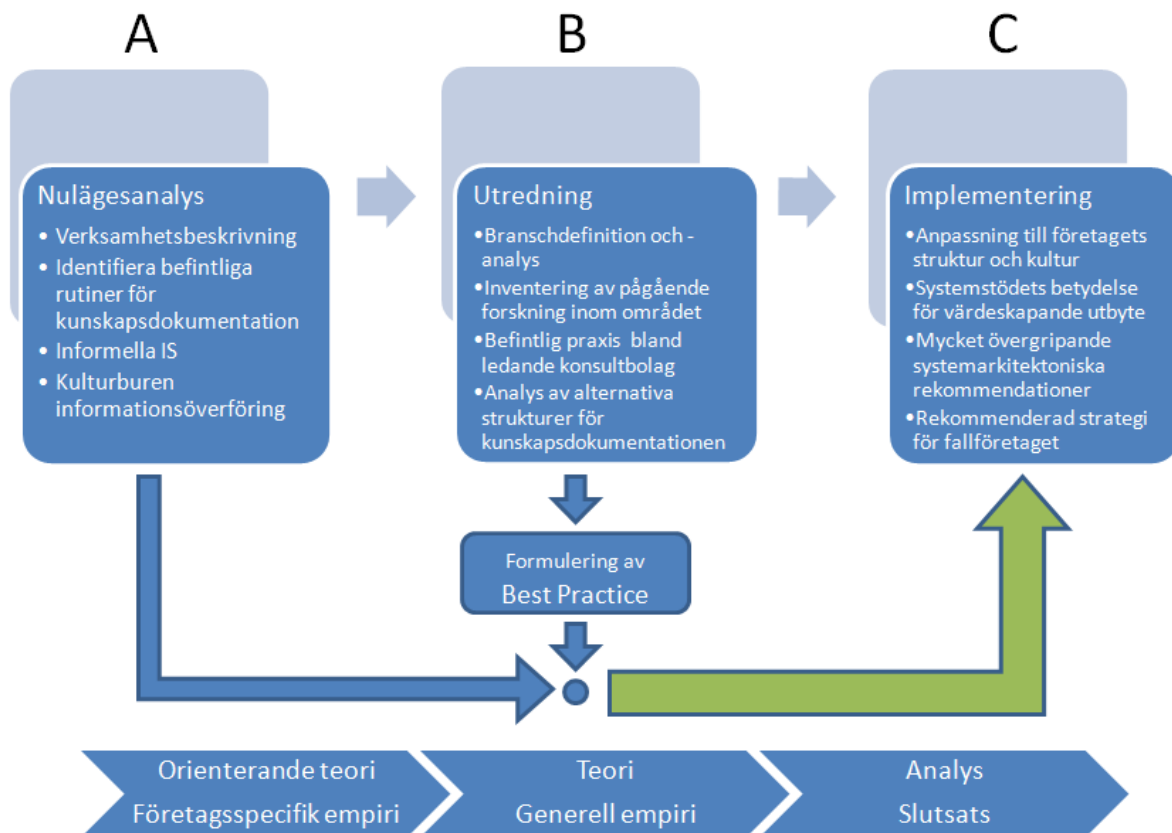 A
B
C
Nulägesanalys
• Verksamhetsbeskrivning
• Identifiera befintliga
rutiner för
kunskapsdokumentation
• Informella IS
• Kulturburen
informationsöverföring
Utredning
•Branschdefinition och -
analys
•Inventering av pågående
forskning inom området
•Befintlig praxis bland
ledande konsultbolag
•Analys av alternativa
strukturer för
kunskapsdokumentationen
Implementering
•Anpassning till företagets
struktur och kultur
•Systemstödets betydelse
för värdeskapande utbyte
•Mycket övergripande
systemarkitektoniska
rekommendationer
•Rekommenderad strategi
för fallföretaget
Formulering av
Best Practice
Orienterande teori
Företagsspecifik empiri
Teori
Generell empiri
Analys
Slutsats